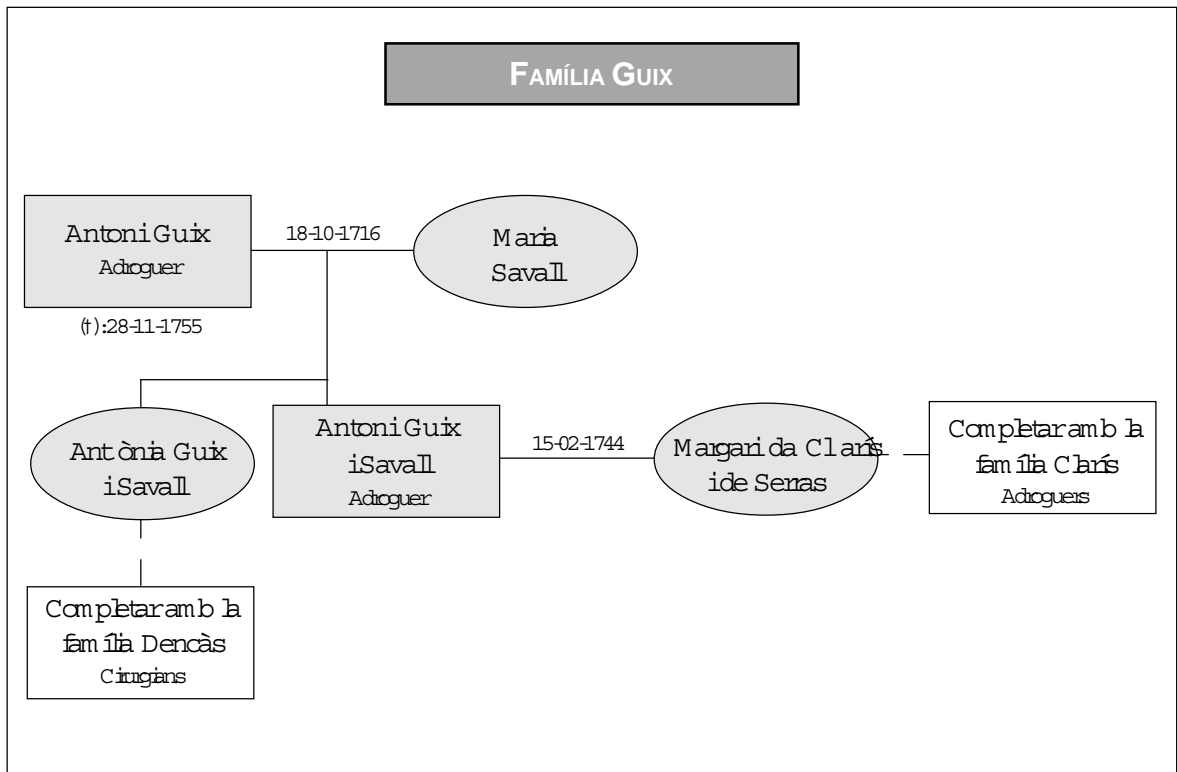 FAMÍLIA GUIX
Antoni Guix
Adroguer
18-10-1716
Maria
Savall
(†):28-11-1755
Antònia Guix
i Savall
Antoni Guix
i Savall
Adroguer
15-02-1744
Margarida Clarís
i de Serras
Completar amb la
família Clarís
Adroguers
Completar amb la
família Dencàs
Cirurgians